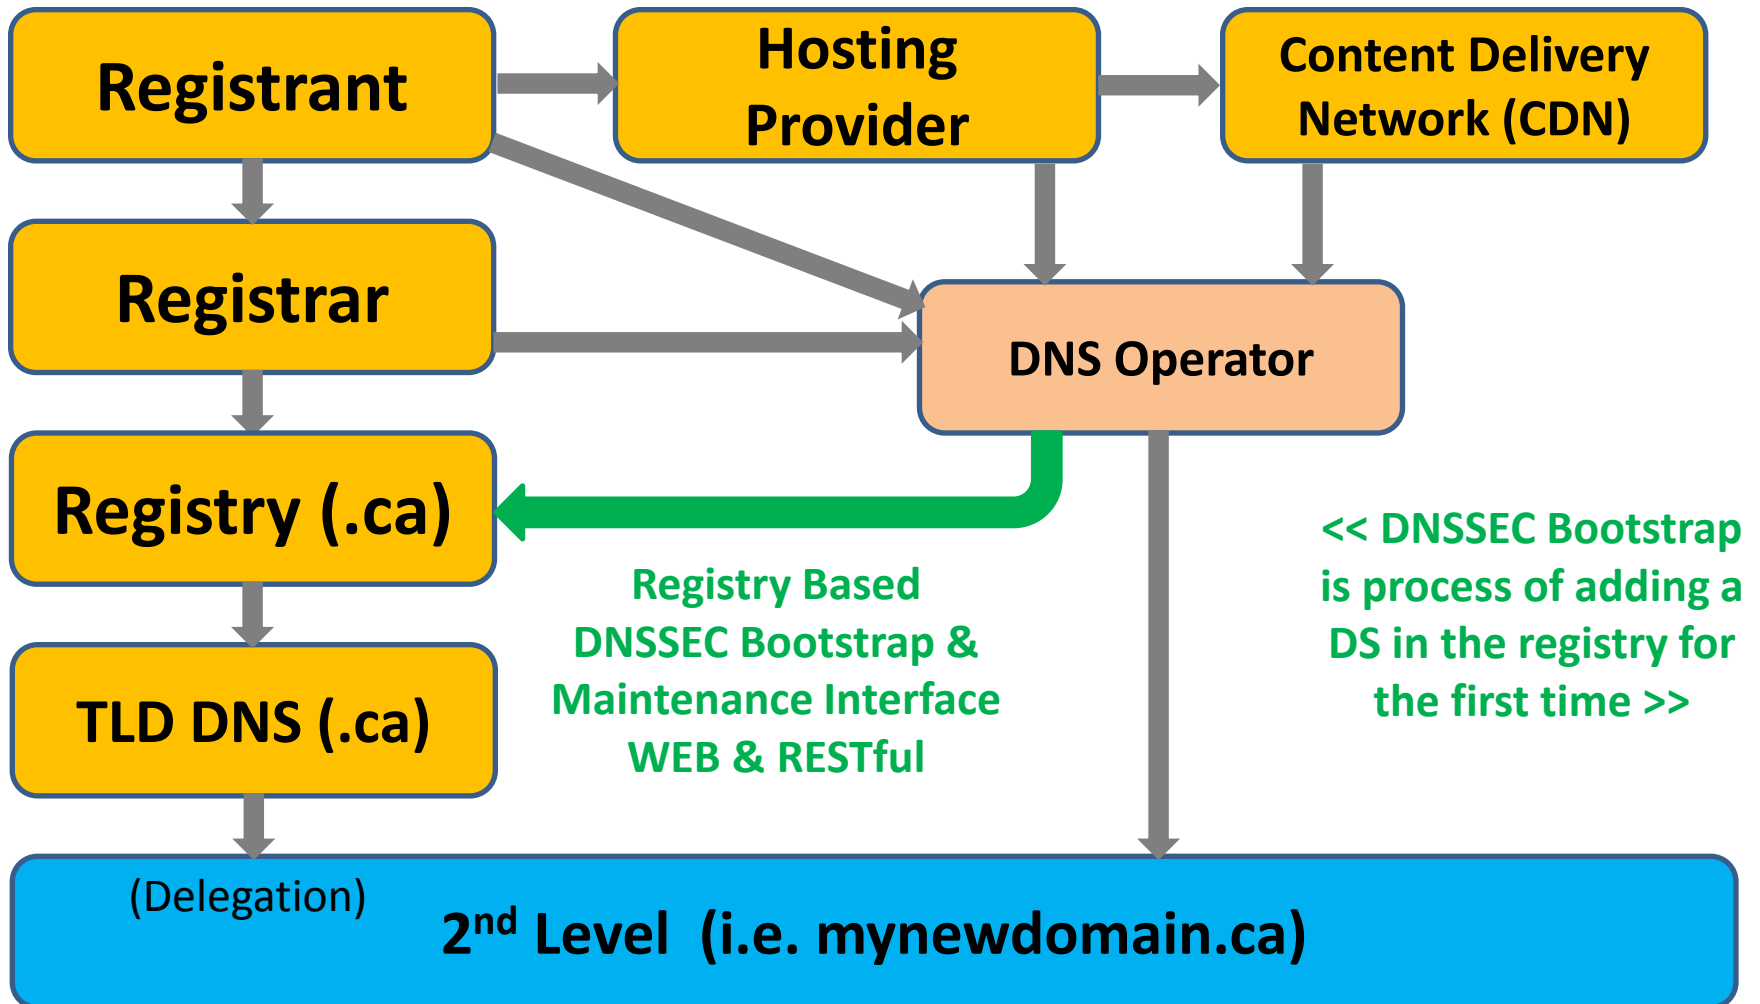 Registrant
Hosting
Provider
Content Delivery
Network (CDN)
Registrar
DNS Operator
Registry (.ca)
Registry Based
DNSSEC Bootstrap &
Maintenance Interface
WEB & RESTful
<< DNSSEC Bootstrap
is process of adding a
DS in the registry for
the first time >>
TLD DNS (.ca)
(Delegation)
2nd Level (i.e. mynewdomain.ca)